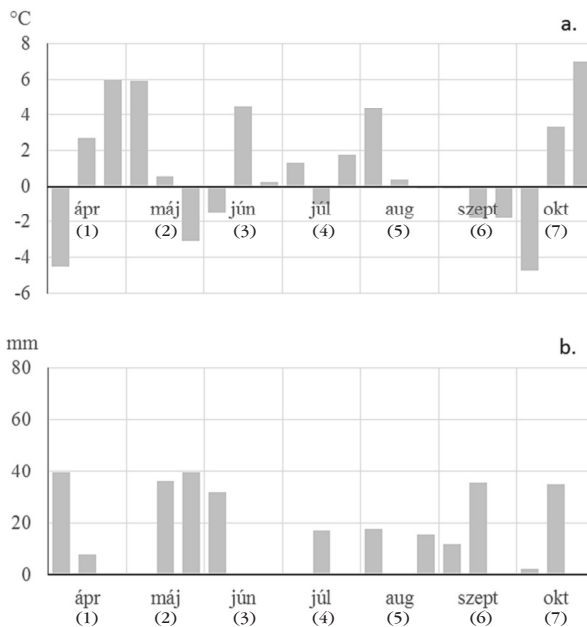 °C
a.
8
6
4
2
0
-2
-4
-6
ápr máj jún júl aug szept okt
(1) (2) (3) (4) (5) (6) (7)
mm
b.
80
60
40
20
0
ápr máj jún júl aug szept okt
(1) (2) (3) (4) (5) (6) (7)